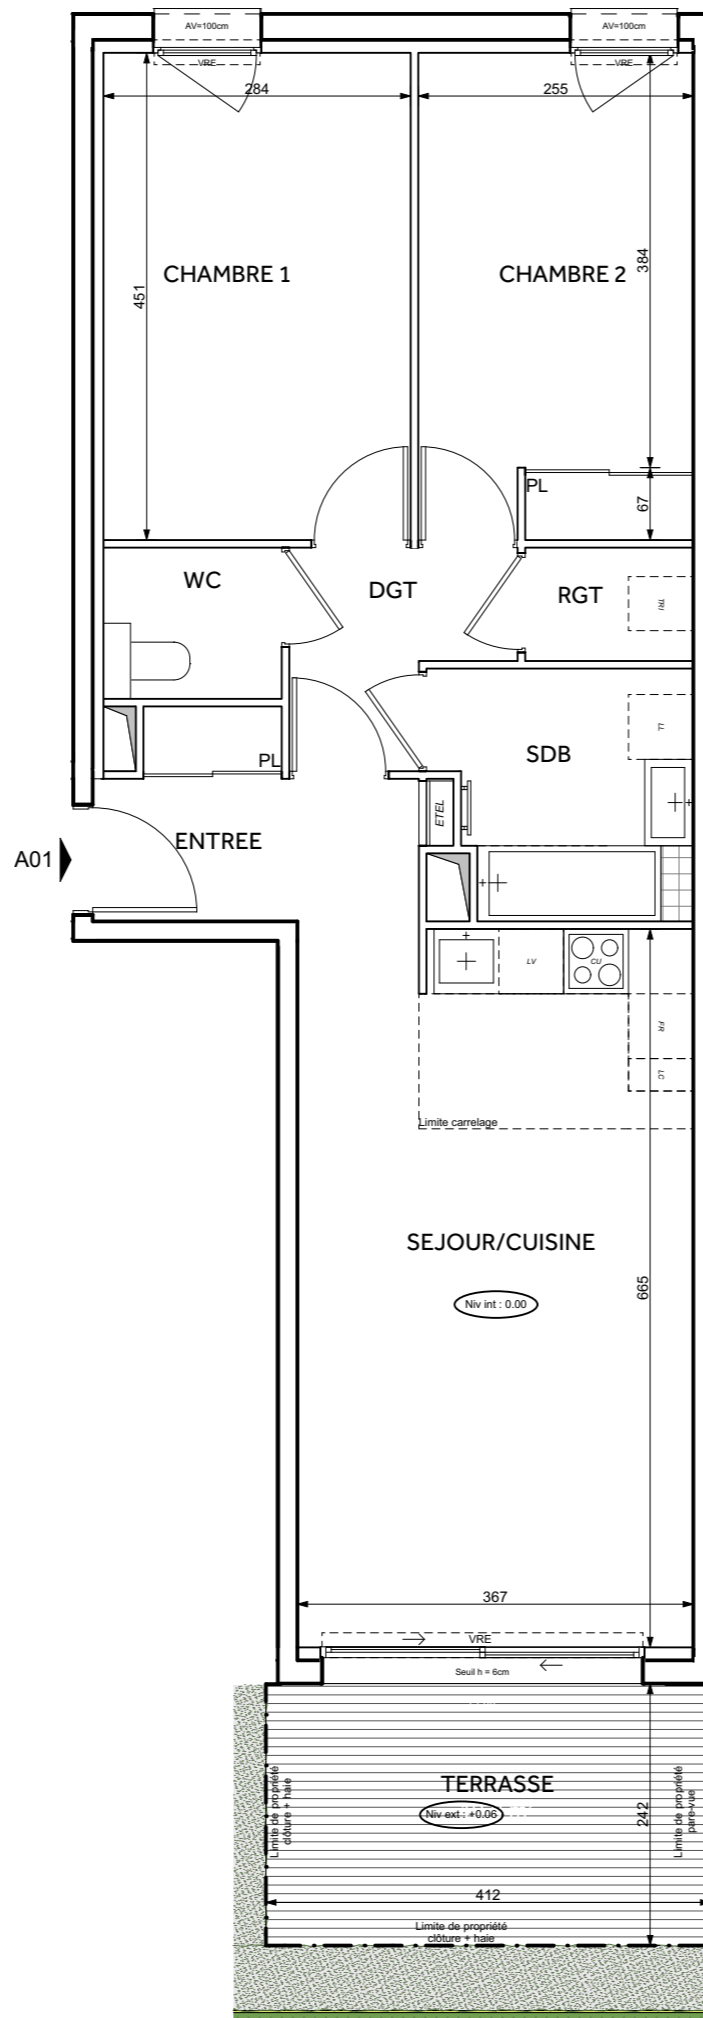 AV=100cm
AV=100cm
VRE
VRE
284
255
CHAMBRE 1
CHAMBRE 2
451
384
PL
67
WC
DGT
RGT
TRI
PL
SDB
LL
ETEL
ENTREE
A01
LV
CU
FR
LC
Limite carrelage
SEJOUR/CUISINE
Niv int : 0.00
665
367
VRE
Seuil h = 6cm
TERRASSE
Niv ext : +0.06
242
Limite de propriété
clôture + haie
Limite de propriété
pare-vue
412
Limite de propriété
clôture + haie